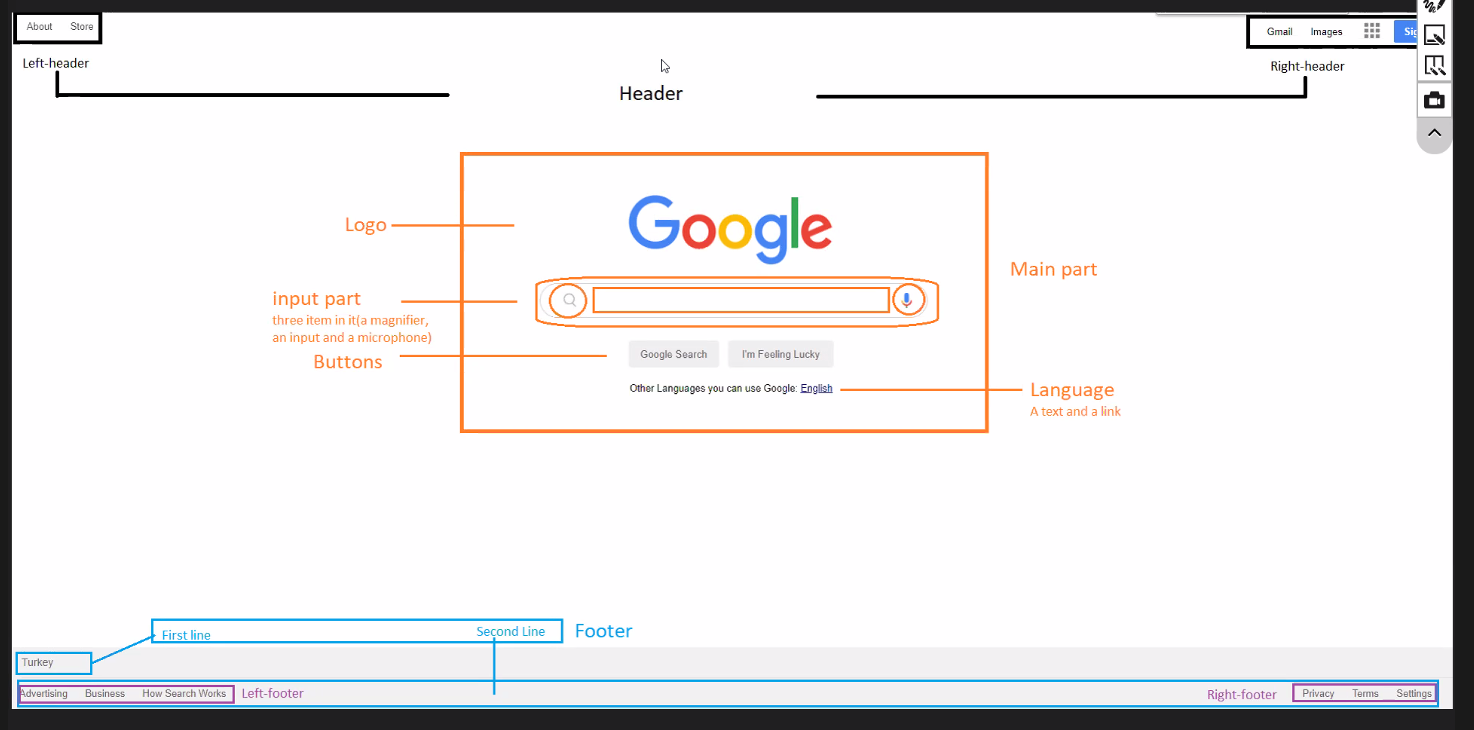 About Store
Gmail Images
Left-header
Right-header
Header
Google
Logo
Main part
input part
three item in it(a magnifier,
an input and a microphone)
Buttons
Google Search I'm Feeling Lucky
Other Languages you can use Google: English
Language
A text and a link
First line
Second Line
Footer
Turkey
Advertising Business How Search Works
Left-footer
Right-footer
Privacy Terms Settings